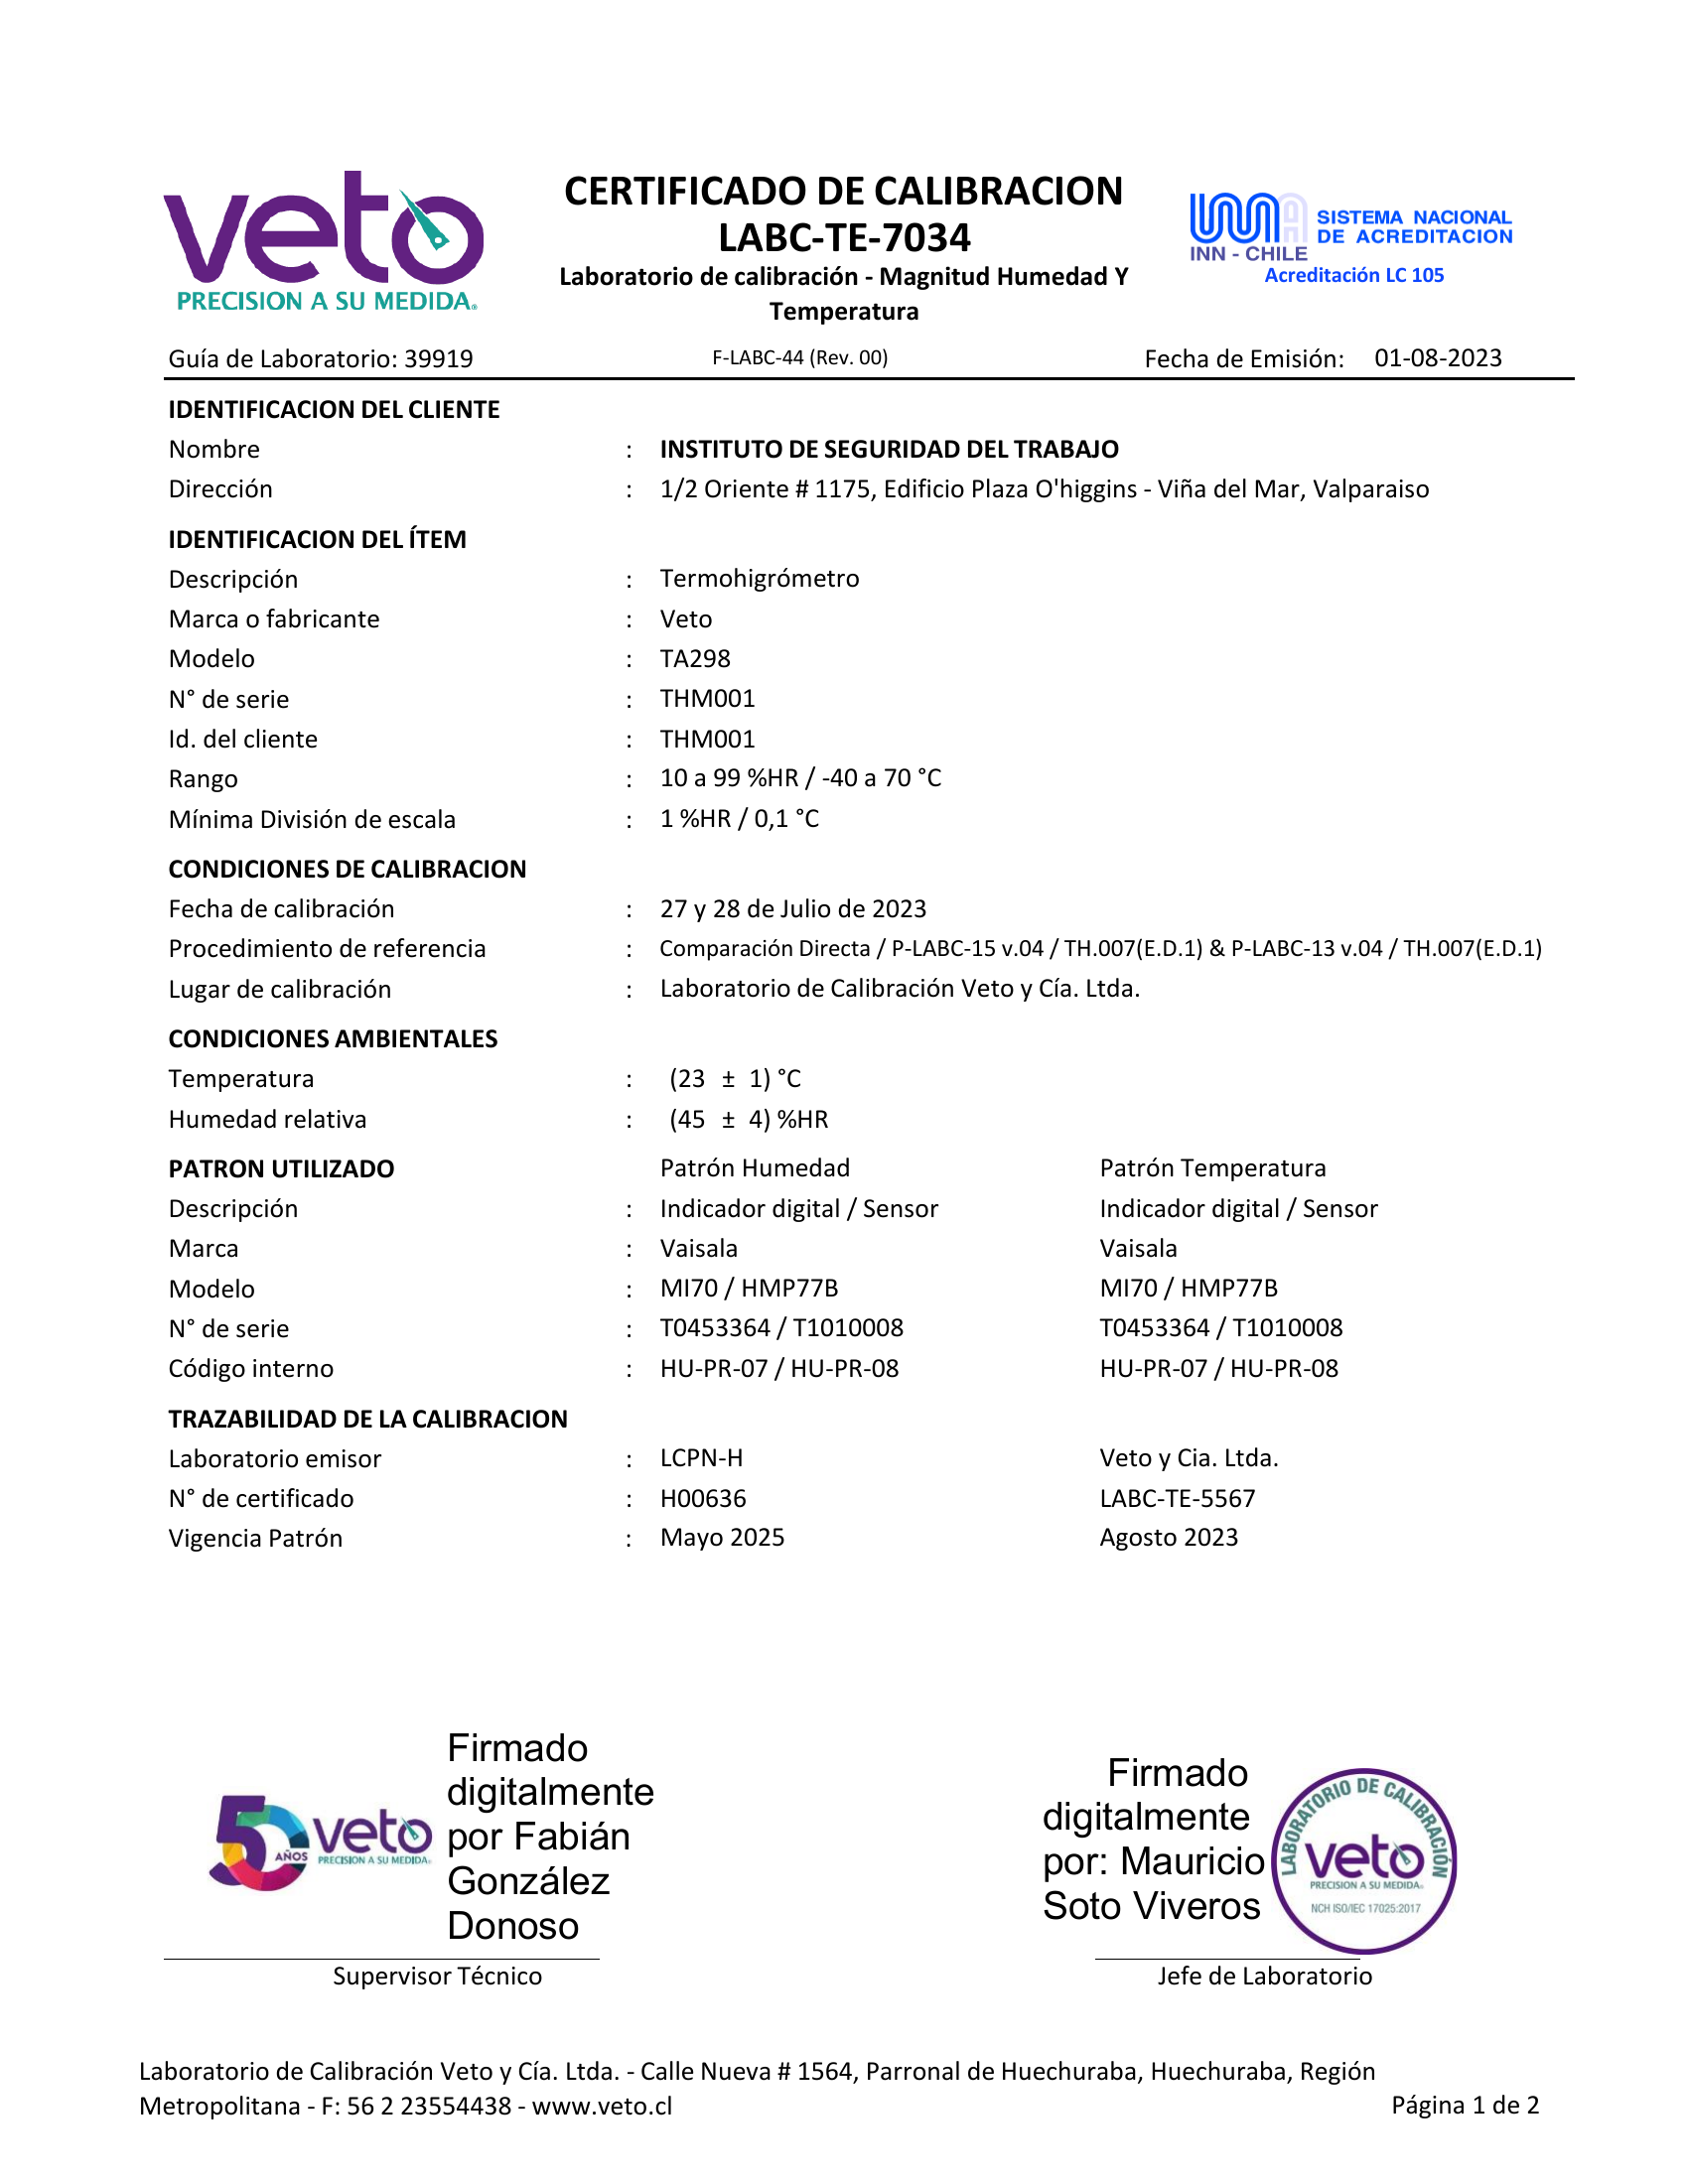 veto
PRECISION A SU MEDIDA®
CERTIFICADO DE CALIBRACION
LABC-TE-7034
Laboratorio de calibración - Magnitud Humedad Y
Temperatura
INN - CHILE
SISTEMA NACIONAL
DE ACREDITACION
Acreditación LC 105
Guía de Laboratorio: 39919 F-LABC-44 (Rev. 00) Fecha de Emisión: 01-08-2023
IDENTIFICACION DEL CLIENTE
Nombre : INSTITUTO DE SEGURIDAD DEL TRABAJO
Dirección : 1/2 Oriente # 1175, Edificio Plaza O'higgins - Viña del Mar, Valparaiso
IDENTIFICACION DEL ÍTEM
Descripción : Termohigrómetro
Marca o fabricante : Veto
Modelo : TA298
N° de serie : THM001
Id. del cliente : THM001
Rango : 10 a 99 %HR / -40 a 70 °C
Mínima División de escala : 1 %HR / 0,1 °C
CONDICIONES DE CALIBRACION
Fecha de calibración : 27 y 28 de Julio de 2023
Procedimiento de referencia : Comparación Directa / P-LABC-15 v.04 / TH.007(E.D.1) & P-LABC-13 v.04 / TH.007(E.D.1)
Lugar de calibración : Laboratorio de Calibración Veto y Cía. Ltda.
CONDICIONES AMBIENTALES
Temperatura : (23 ± 1) °C
Humedad relativa : (45 ± 4) %HR
PATRON UTILIZADO Patrón Humedad Patrón Temperatura
Descripción : Indicador digital / Sensor Indicador digital / Sensor
Marca : Vaisala Vaisala
Modelo : MI70 / HMP77B MI70 / HMP77B
N° de serie : T0453364 / T1010008 T0453364 / T1010008
Código interno : HU-PR-07 / HU-PR-08 HU-PR-07 / HU-PR-08
TRAZABILIDAD DE LA CALIBRACION
Laboratorio emisor : LCPN-H Veto y Cia. Ltda.
N° de certificado : H00636 LABC-TE-5567
Vigencia Patrón : Mayo 2025 Agosto 2023
50 AÑOS veto
PRECISION A SU MEDIDA
Firmado
digitalmente
por Fabián
González
Donoso
Supervisor Técnico
Firmado
digitalmente
por: Mauricio
Soto Viveros
LABORATORIO DE CALIBRACIÓN
veto
PRECISION A SU MEDIDA
NCH ISO/IEC 17025:2017
Jefe de Laboratorio
Laboratorio de Calibración Veto y Cía. Ltda. - Calle Nueva # 1564, Parronal de Huechuraba, Huechuraba, Región
Metropolitana - F: 56 2 23554438 - www.veto.cl
Página 1 de 2